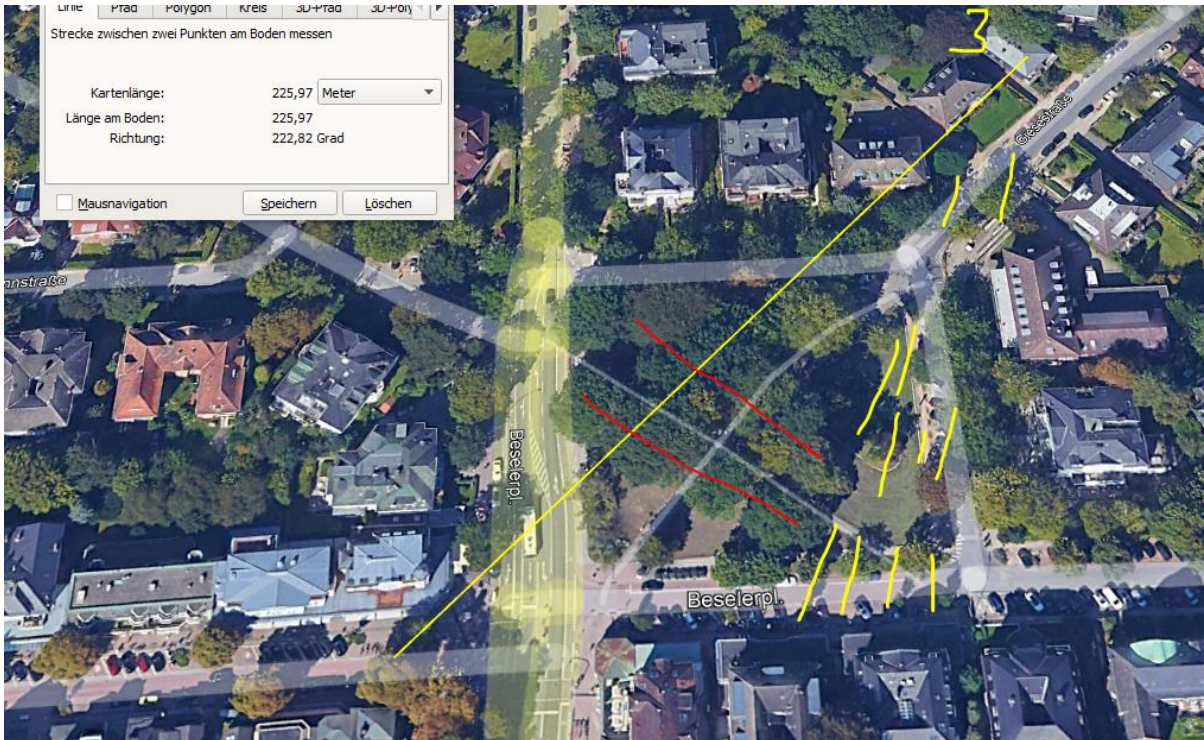 Linie Pfad Polygon Kreis 3D-Pfad 3D-Poly
Strecke zwischen zwei Punkten am Boden messen
Kartenlänge: 225,97 Meter
Länge am Boden: 225,97
Richtung: 222,82 Grad
Mausnavigation Speichern Löschen
3
Giesestraße
nnstraße
Beselerpl.
Beselerpl.